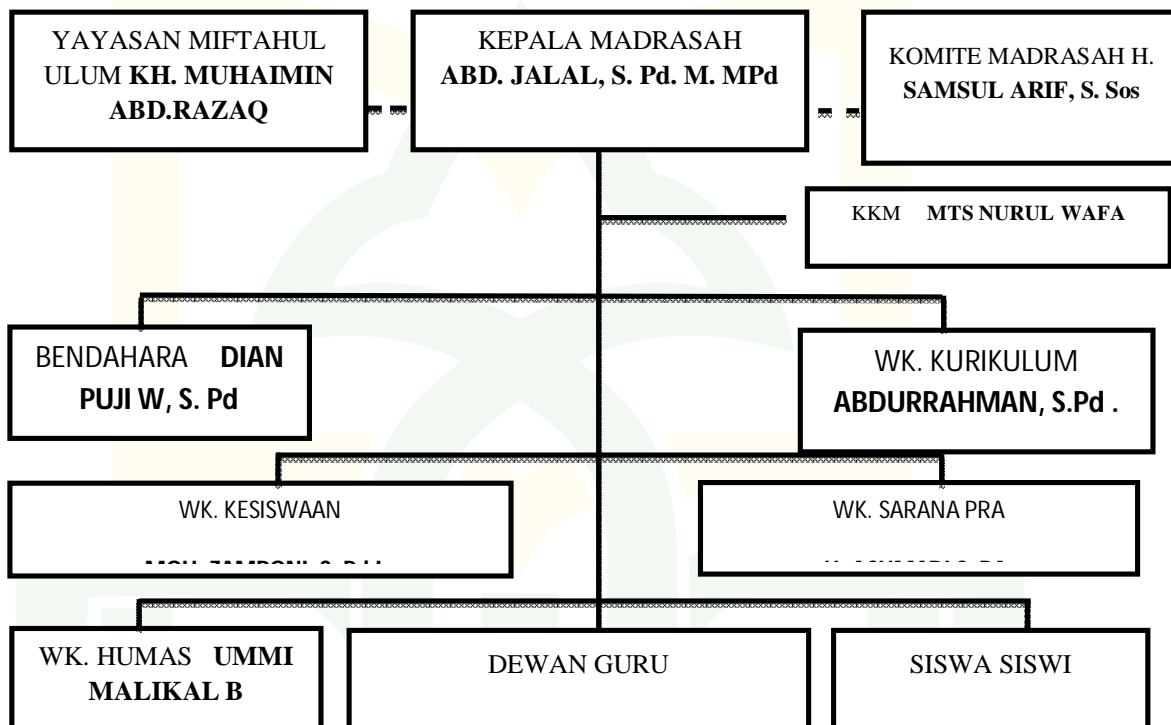 YAYASAN MIFTAHUL
ULUM KH. MUHAIMIN
ABD.RAZAQ
KEPALA MADRASAH
ABD. JALAL, S. Pd. M. MPd
KOMITE MADRASAH H.
SAMSUL ARIF, S. Sos
KKM MTS NURUL WAFA
BENDAHARA DIAN
PUJI W, S. Pd
WK. KURIKULUM
ABDURRAHMAN, S.Pd .
WK. KESISWAAN
WK. SARANA PRA
WK. HUMAS UMMI
MALIKAL B
DEWAN GURU
SISWA SISWI